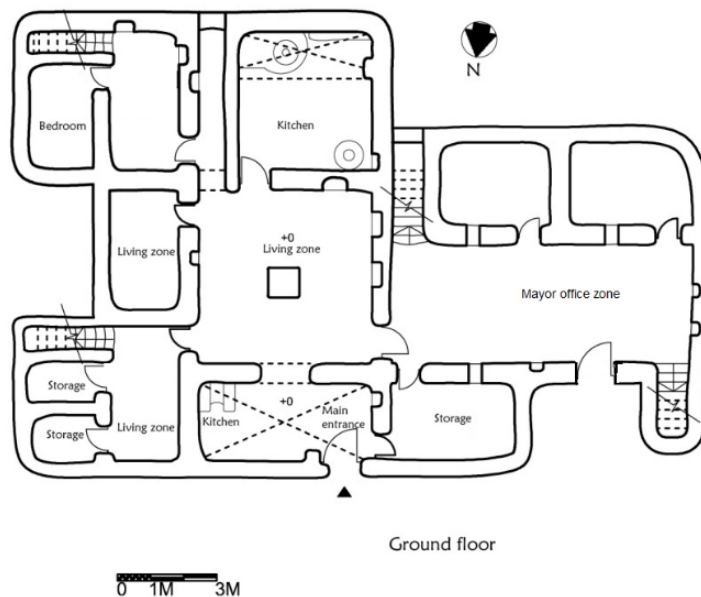 N
Bedroom
Kitchen
+0
Living zone
Living zone
Mayor office zone
Storage
Storage
Living zone
Kitchen
+0
Main
entrance
Storage
Ground floor
0 1M 3M